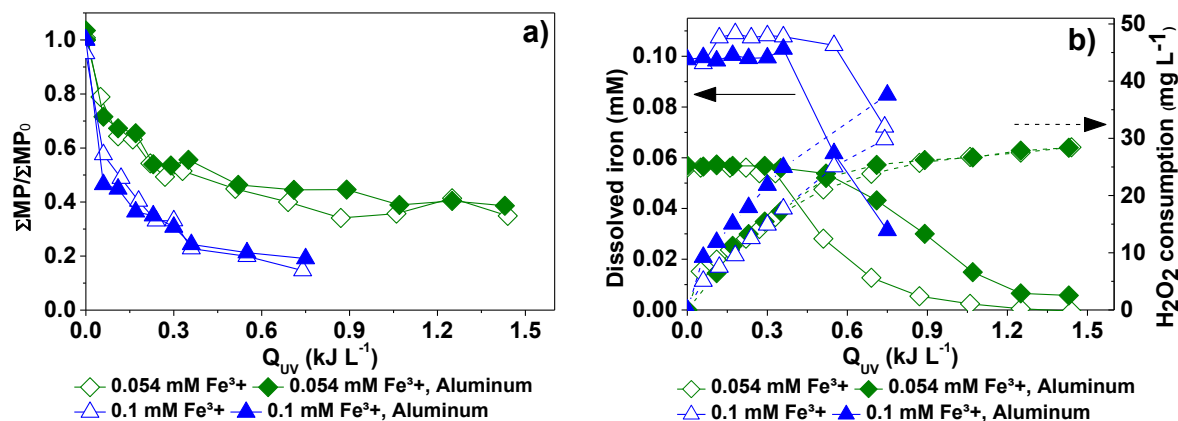 a)
ΣMP/ΣMP₀
1.0
0.8
0.6
0.4
0.2
0.0
0.0 0.3 0.6 0.9 1.2 1.5
Q_UV (kJ L⁻¹)
0.054 mM Fe³⁺ 0.054 mM Fe³⁺, Aluminum
0.1 mM Fe³⁺ 0.1 mM Fe³⁺, Aluminum
b)
Dissolved iron (mM)
0.10
0.08
0.06
0.04
0.02
0.00
50
40
30
20
10
0
H₂O₂ consumption (mg L⁻¹)
0.0 0.3 0.6 0.9 1.2 1.5
Q_UV (kJ L⁻¹)
0.054 mM Fe³⁺ 0.054 mM Fe³⁺, Aluminum
0.1 mM Fe³⁺ 0.1 mM Fe³⁺, Aluminum